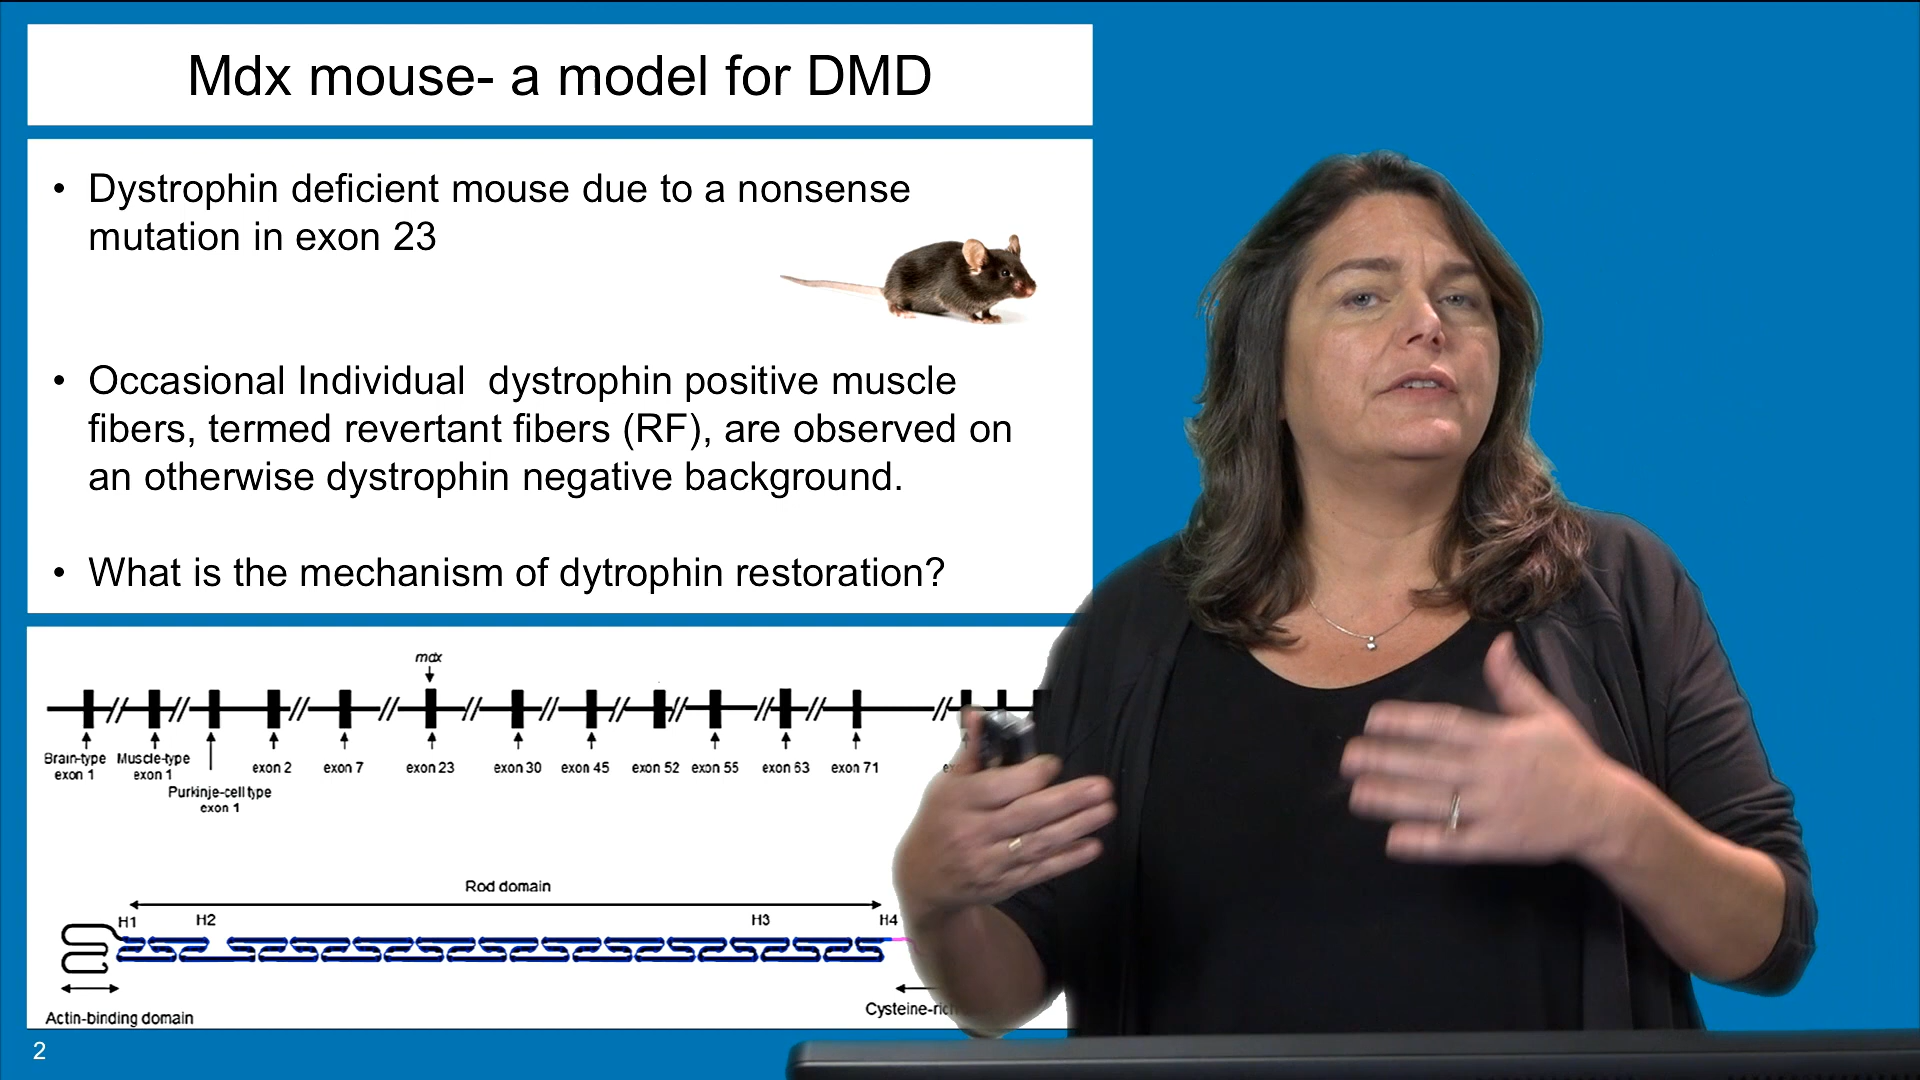 Mdx mouse- a model for DMD
• Dystrophin deficient mouse due to a nonsense
mutation in exon 23
• Occasional Individual dystrophin positive muscle
fibers, termed revertant fibers (RF), are observed on
an otherwise dystrophin negative background.
• What is the mechanism of dytrophin restoration?
mdx
Brain-type
exon 1
Muscle-type
exon 1
Purkinje-cell type
exon 1
exon 2
exon 7
exon 23
exon 30
exon 45
exon 52
exon 55
exon 63
exon 71
Rod domain
H1
H2
H3
H4
Actin-binding domain
2